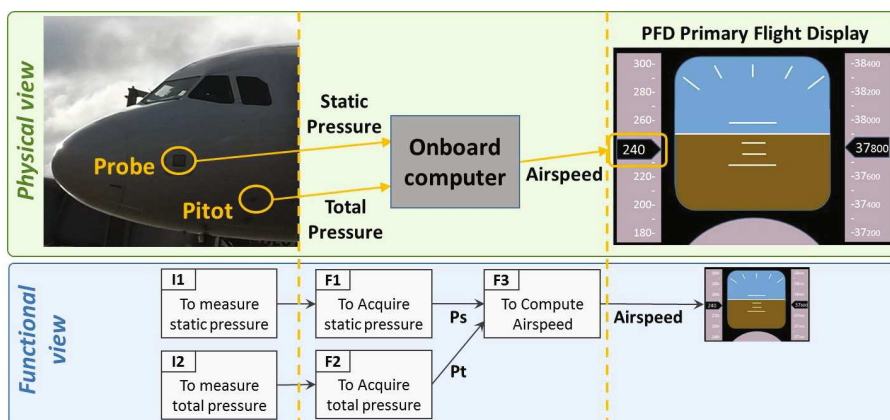 PFD Primary Flight Display
Physical view
Probe
Pitot
Static
Pressure
Total
Pressure
Onboard
computer
Airspeed
300-
280
260
240
220
200
180-
-38400
-38200
-38000
37800
-37600
-37400
-37200
Functional
view
I1
To measure
static pressure
F1
To Acquire
static pressure
Ps
F3
To Compute
Airspeed
Airspeed
I2
To measure
total pressure
F2
To Acquire
total pressure
Pt
240
37800